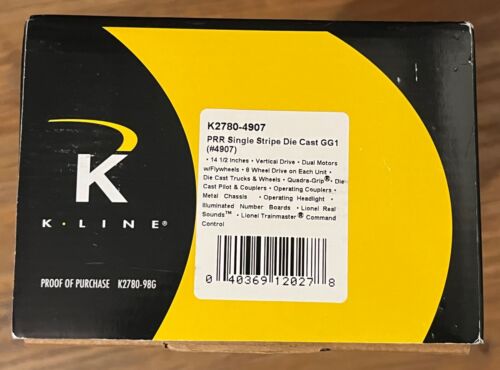 K
K·LINE®
PROOF OF PURCHASE K2780-98G
K2780-4907
PRR Single Stripe Die Cast GG1
(#4907)
• 14 1/2 Inches • Vertical Drive • Dual Motors
w/Flywheels • 8 Wheel Drive on Each Unit •
Die Cast Trucks & Wheels • Quadra-Grip® • Die
Cast Pilot & Couplers • Operating Couplers •
Metal Chassis • Operating Headlight •
Illuminated Number Boards • Lionel Real
Sounds™ • Lionel Trainmaster® Command
Control
0 40369 12027 8